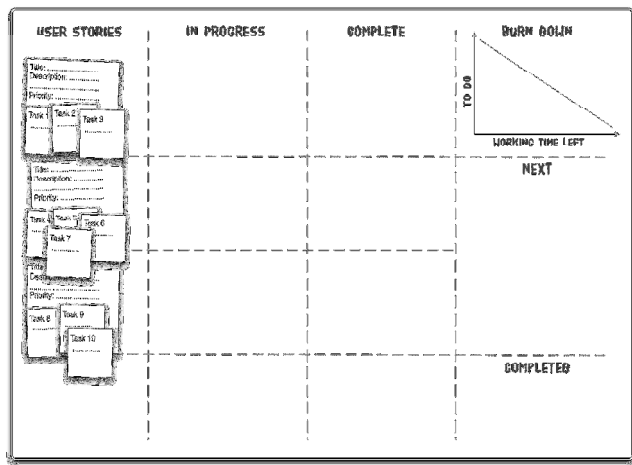 USER STORIES
IN PROGRESS
COMPLETE
BURN DOWN
Title:
Description:
Priority:
Task 1
Task 2
Task 3
TO DO
WORKING TIME LEFT
NEXT
Title:
Description:
Priority:
Task 6
Task 7
Title
Priority:
Task 8
Task 9
Task 10
COMPLETED